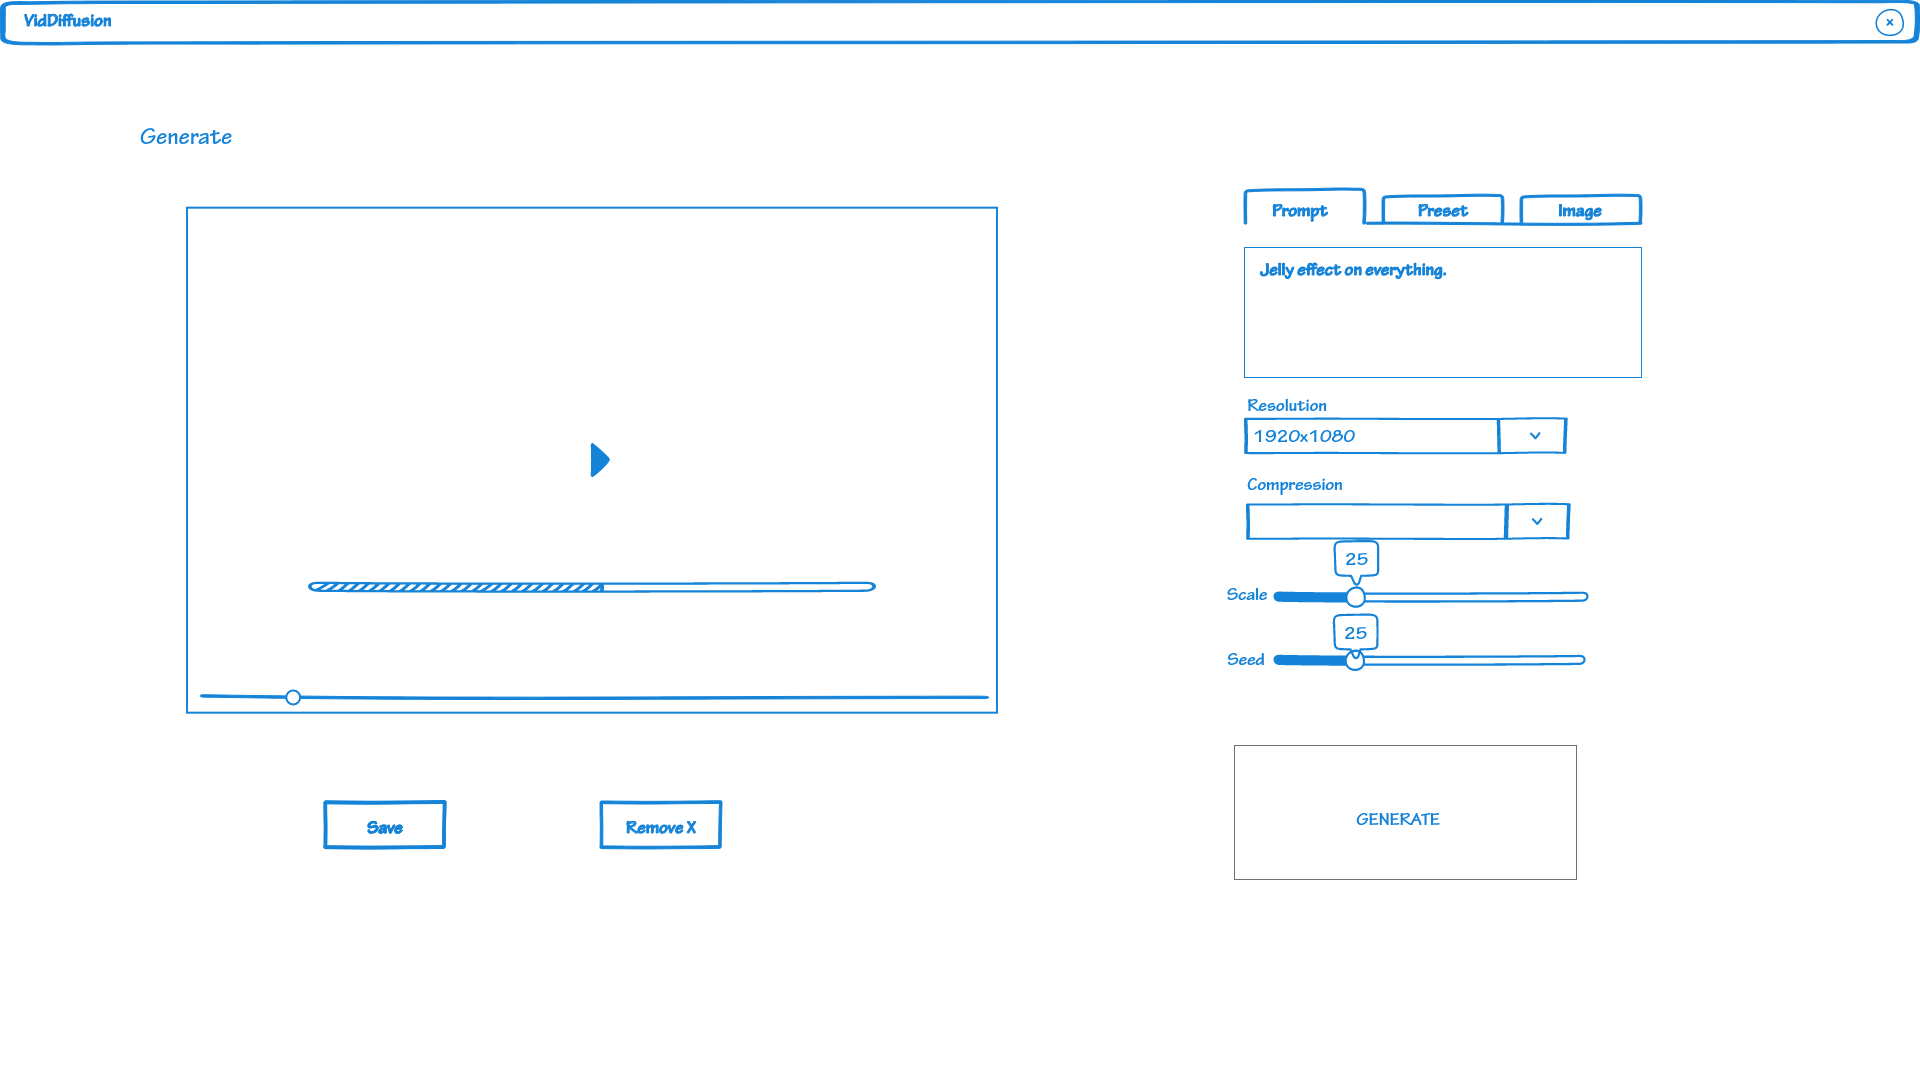 VidDiffusion
×
Generate
Prompt
Preset
Image
Jelly effect on everything.
Resolution
1920x1080
Compression
25
Scale
25
Seed
Save
Remove X
GENERATE